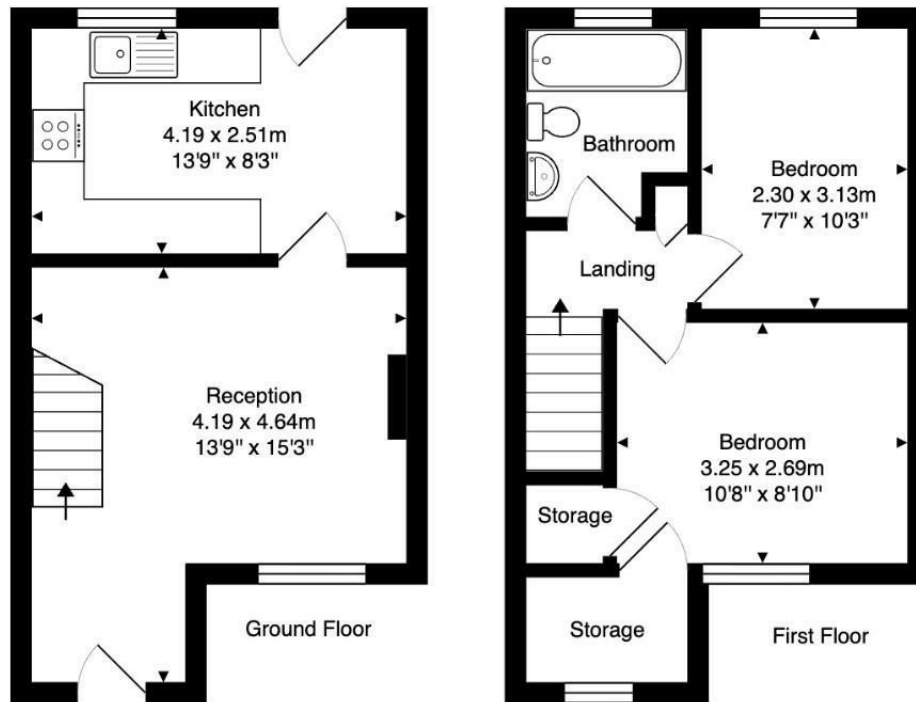 Kitchen
4.19 x 2.51m
13'9" x 8'3"
Reception
4.19 x 4.64m
13'9" x 15'3"
Ground Floor
Bathroom
Bedroom
2.30 x 3.13m
7'7" x 10'3"
Landing
Bedroom
3.25 x 2.69m
10'8" x 8'10"
Storage
Storage
First Floor